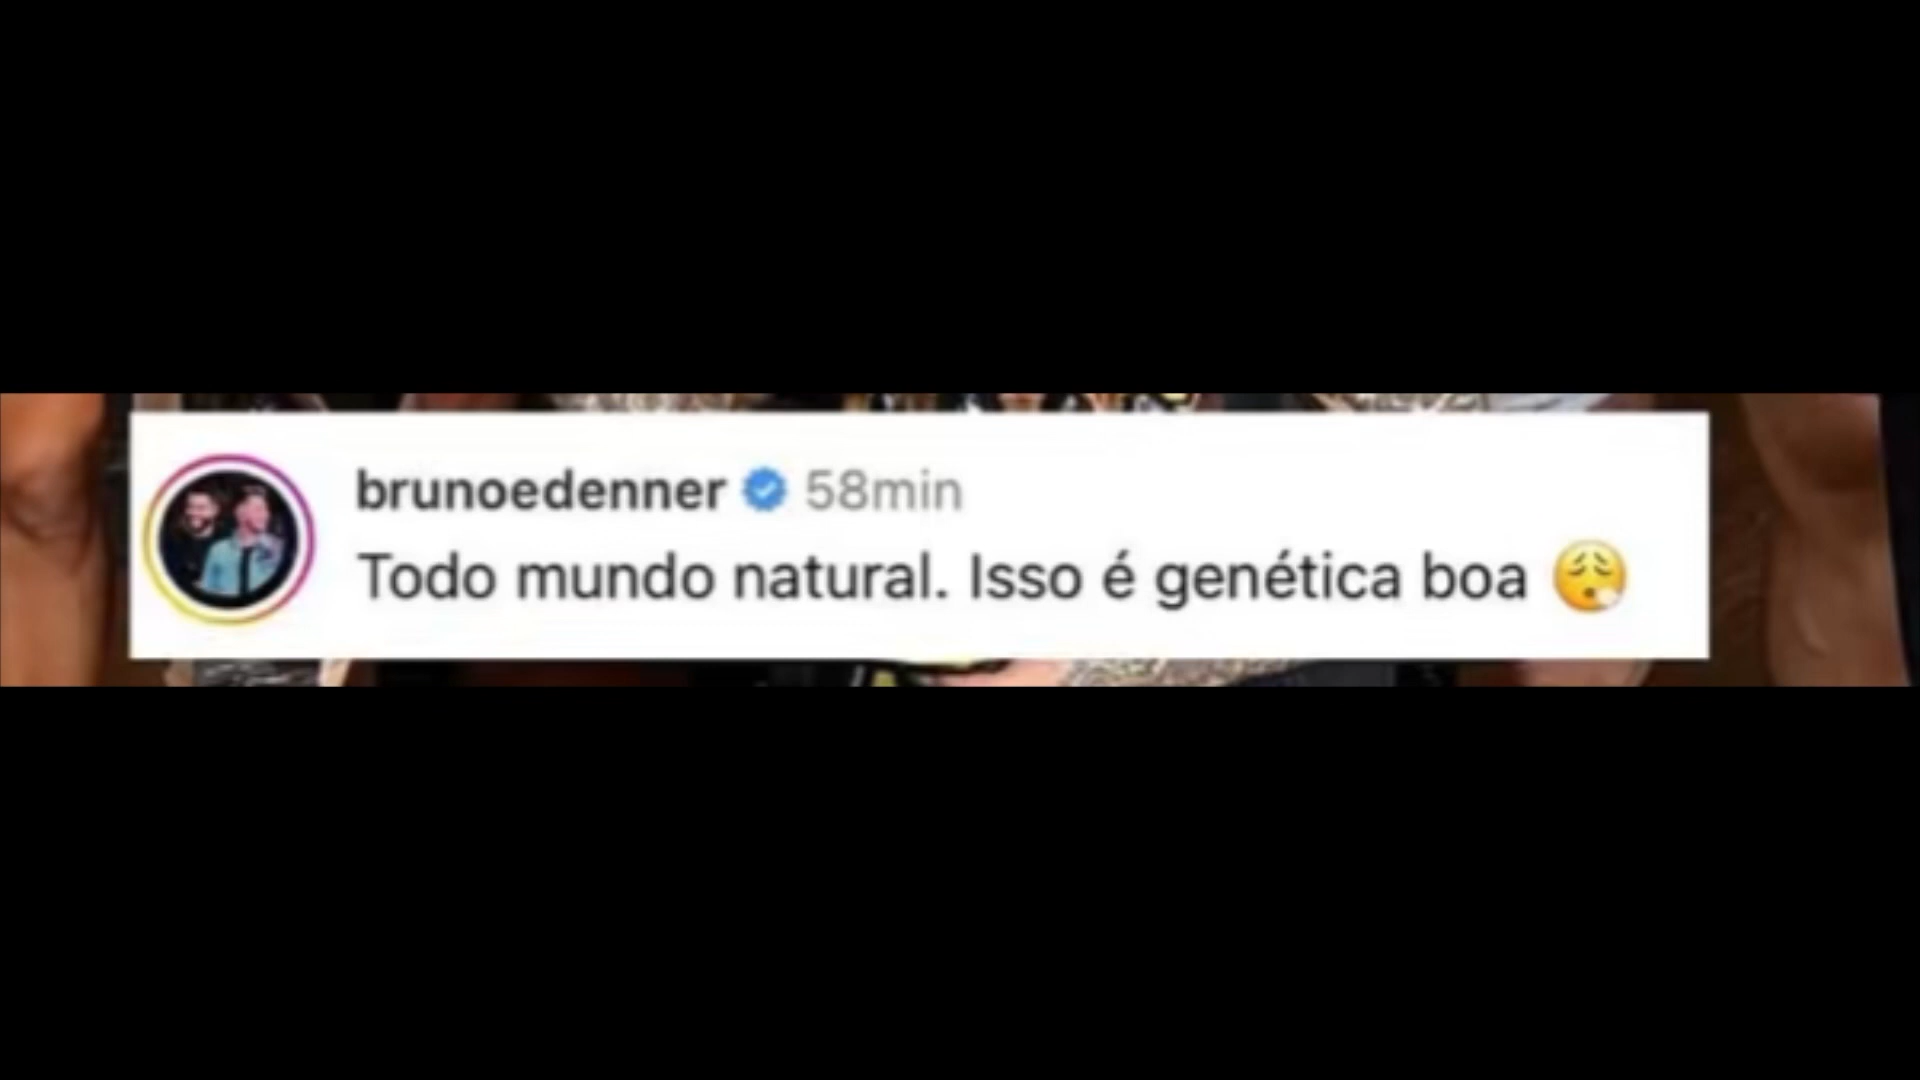 brunoedenner 58min
Todo mundo natural. Isso é genética boa 😮‍💨